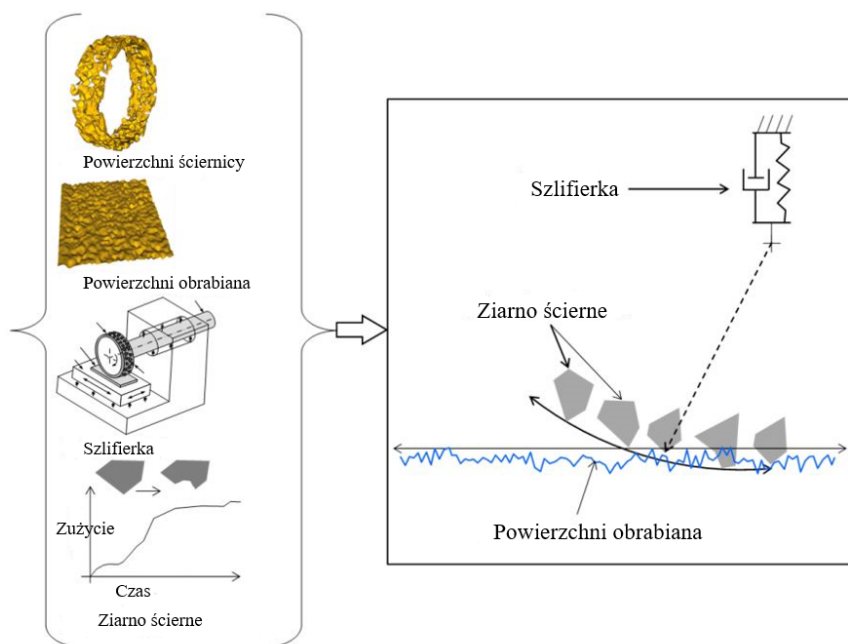 Powierzchni ściernicy
Powierzchni obrabiana
Szlifierka
Zużycie
Czas
Ziarno ścierne
Szlifierka
Ziarno ścierne
Powierzchni obrabiana